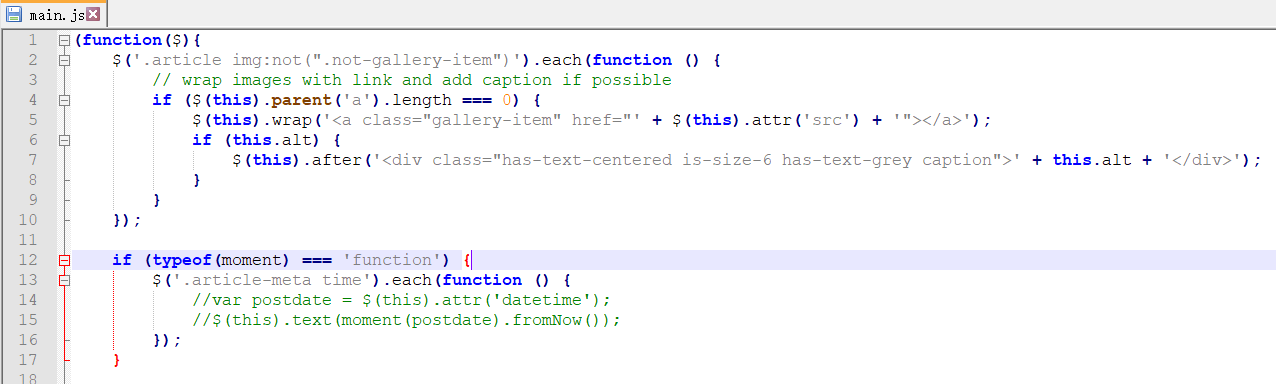 main.js
1 (function($){
2     $('.article img:not(".not-gallery-item")').each(function () {
3         // wrap images with link and add caption if possible
4         if ($(this).parent('a').length === 0) {
5             $(this).wrap('<a class="gallery-item" href="' + $(this).attr('src') + '"></a>');
6             if (this.alt) {
7                 $(this).after('<div class="has-text-centered is-size-6 has-text-grey caption">' + this.alt + '</div>');
8             }
9         }
10     });
11
12     if (typeof(moment) === 'function') {
13         $('.article-meta time').each(function () {
14             //var postdate = $(this).attr('datetime');
15             //$(this).text(moment(postdate).fromNow());
16         });
17     }
18